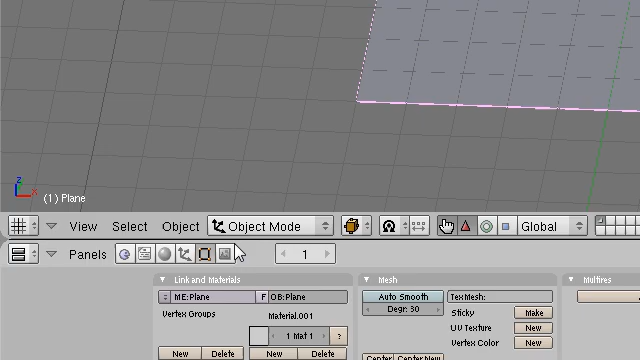 z
x
(1) Plane
View Select Object Object Mode Global
Panels 1
Link and Materials
Mesh
Multires
ME:Plane F OB:Plane
Auto Smooth
TexMesh:
Vertex Groups
Material.001
Degr: 30
Sticky Make
1 Mat 1 ?
UV Texture New
Vertex Color New
New Delete New Delete
Center Center New